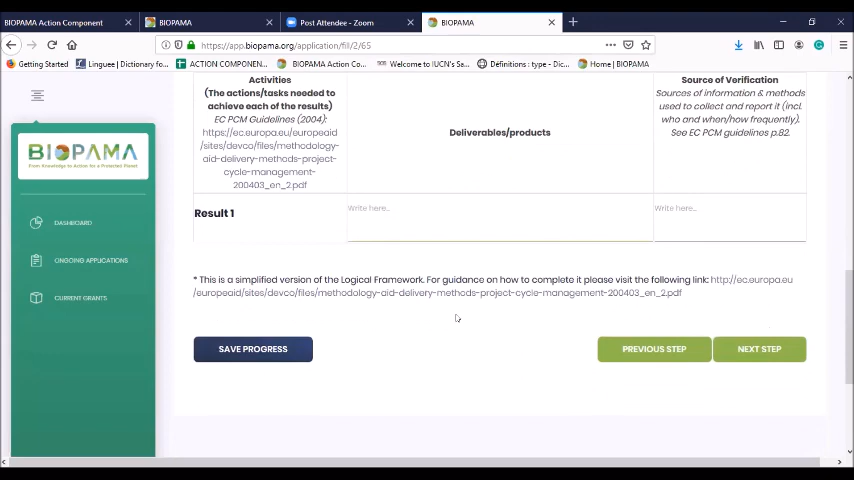 BIOPAMA Action Component
BIOPAMA
Post Attendee - Zoom
BIOPAMA
https://app.biopama.org/application/fill/2/65
Getting Started
Linguee | Dictionary fo...
ACTION COMPONEN...
BIOPAMA Action Co...
SOS
Welcome to IUCN's Sa...
Définitions : type - Dic...
Home | BIOPAMA
BIOPAMA
From Knowledge to Action for a Protected Planet
DASHBOARD
ONGOING APPLICATIONS
CURRENT GRANTS
Activities
(The actions/tasks needed to
achieve each of the results)
EC PCM Guidelines (2004):
https://ec.europa.eu/europeaid
/sites/devco/files/methodology-
aid-delivery-methods-project-
cycle-management-
200403_en_2.pdf
Deliverables/products
Source of Verification
Sources of information & methods
used to collect and report it (incl.
who and when/how frequently).
See EC PCM guidelines p.82.
Result 1
Write here...
Write here...
* This is a simplified version of the Logical Framework. For guidance on how to complete it please visit the following link: http://ec.europa.eu
/europeaid/sites/devco/files/methodology-aid-delivery-methods-project-cycle-management-200403_en_2.pdf
SAVE PROGRESS
PREVIOUS STEP
NEXT STEP